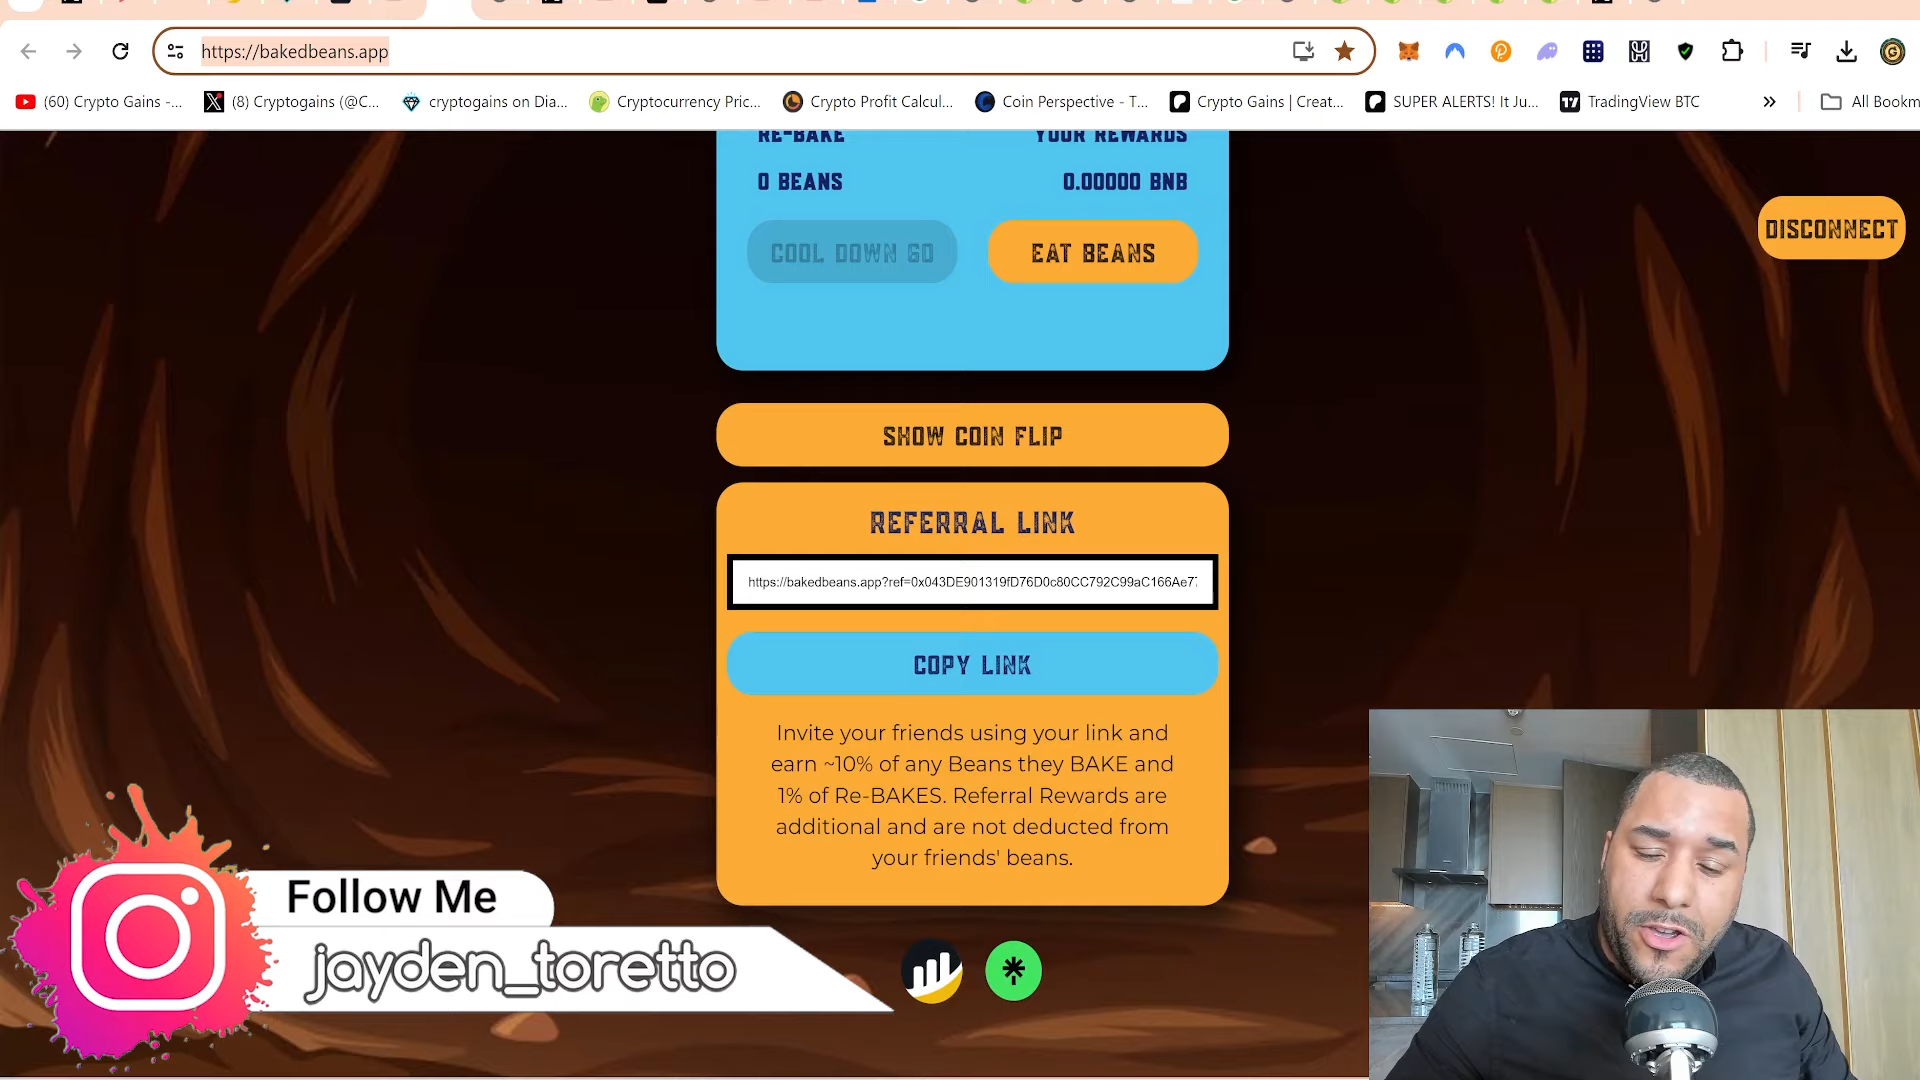 https://bakedbeans.app
(60) Crypto Gains -...
(8) Cryptogains (@C...
cryptogains on Dia...
Cryptocurrency Pric...
Crypto Profit Calcul...
Coin Perspective - T...
Crypto Gains | Creat...
SUPER ALERTS! It Ju...
TradingView BTC
All Bookm
RE-BAKE
YOUR REWARDS
0 BEANS
0.00000 BNB
COOL DOWN GO
EAT BEANS
DISCONNECT
SHOW COIN FLIP
REFERRAL LINK
https://bakedbeans.app?ref=0x043DE901319fD76D0c80CC792C99aC166Ae77
COPY LINK
Invite your friends using your link and
earn ~10% of any Beans they BAKE and
1% of Re-BAKES. Referral Rewards are
additional and are not deducted from
your friends' beans.
Follow Me
jayden_toretto